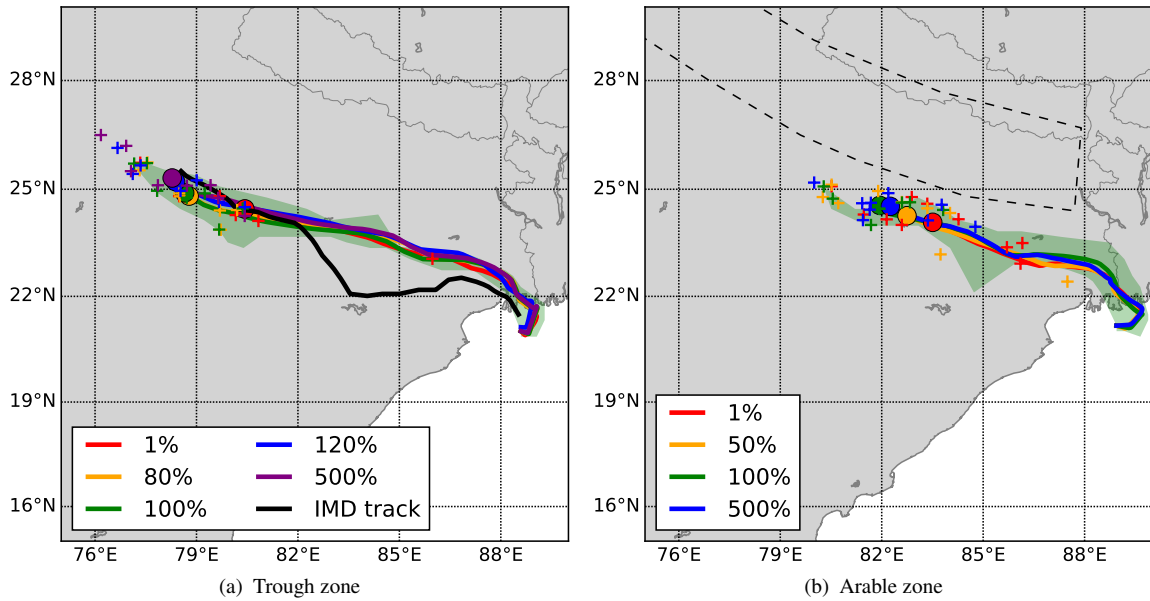 28°N
25°N
22°N
19°N
16°N
76°E 79°E 82°E 85°E 88°E
1%
80%
100%
120%
500%
IMD track
(a) Trough zone
28°N
25°N
22°N
19°N
16°N
76°E 79°E 82°E 85°E 88°E
1%
50%
100%
500%
(b) Arable zone